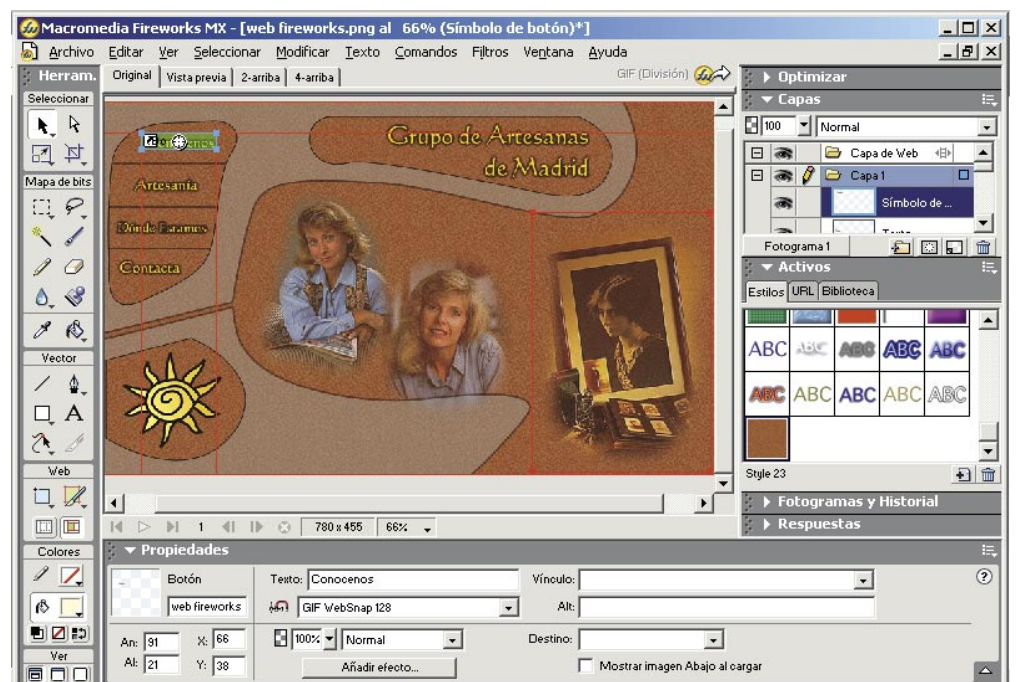 Macromedia Fireworks MX - [web fireworks.png al 66% (Símbolo de botón)*]
Archivo Editar Ver Seleccionar Modificar Texto Comandos Filtros Ventana Ayuda
Herram.
Original Vista previa 2-arriba 4-arriba
GIF (División)
Seleccionar
Mapa de bits
Vector
Web
Colores
Ver
Grupo de Artesanas
de Madrid
Artesanía
Dónde Estamos
Contacta
1 780 x 455 66%
Optimizar
Capas
100 Normal
Capa de Web
Capa 1
Símbolo de ...
Texto
Fotograma 1
Activos
Estilos URL Biblioteca
ABC ABC ABC ABC ABC
ABC ABC ABC ABC ABC
Style 23
Fotogramas y Historial
Respuestas
Propiedades
Botón
web fireworks
An: 91 X: 66
Al: 21 Y: 38
Texto: Conocenos
GIF WebSnap 128
100% Normal
Añadir efecto...
Vínculo:
Alt:
Destino:
Mostrar imagen Abajo al cargar
?